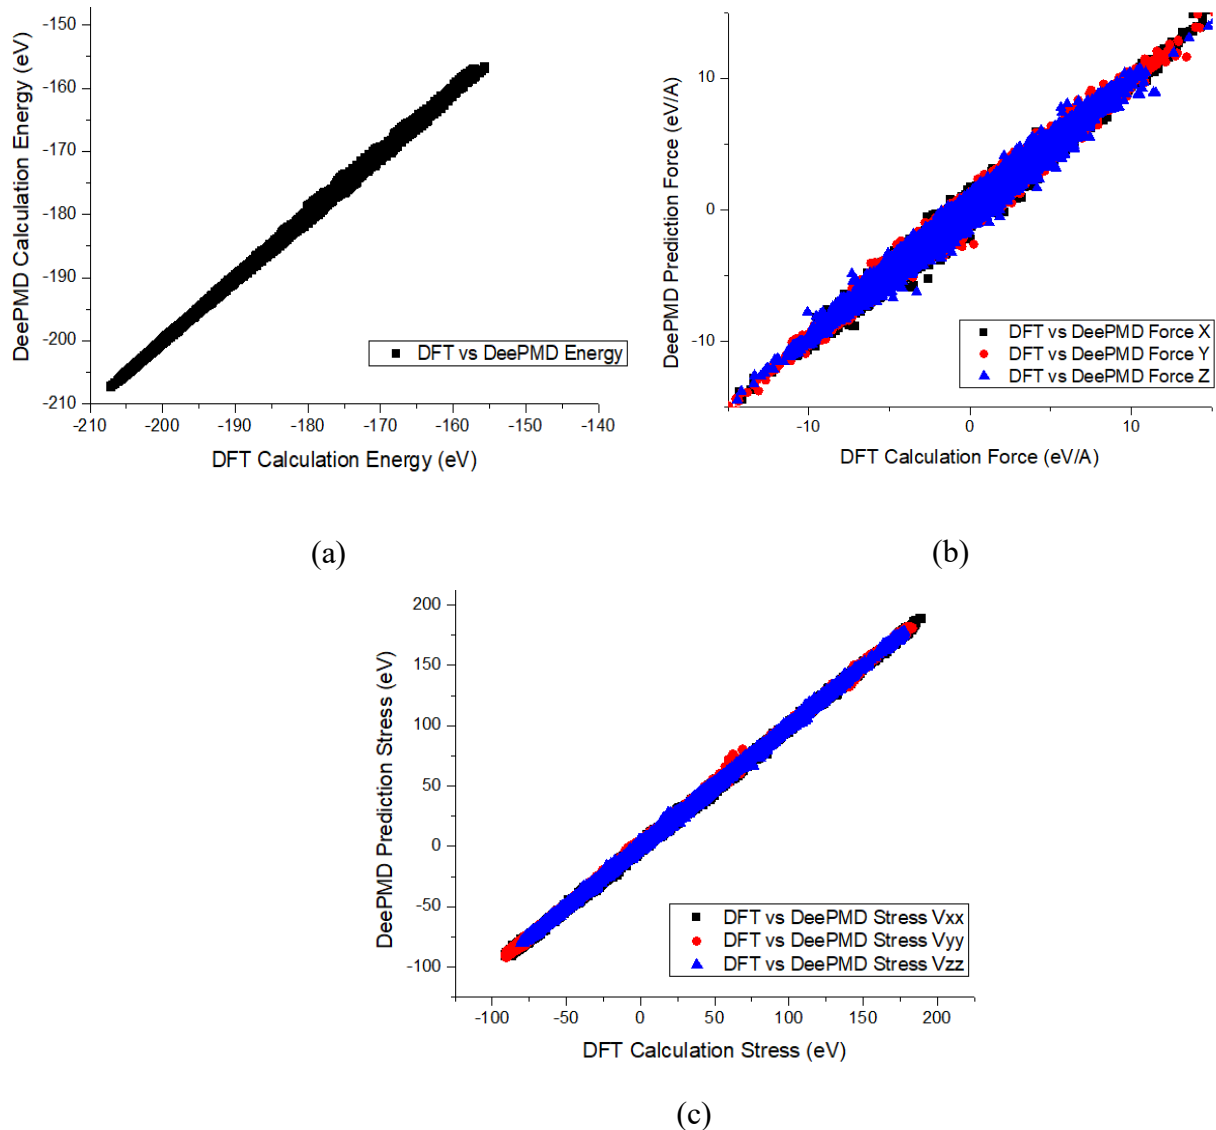 -150
-160
-170
-180
-190
-200
-210
DeePMD Calculation Energy (eV)
DFT vs DeePMD Energy
-210 -200 -190 -180 -170 -160 -150 -140
DFT Calculation Energy (eV)
(a)
10
0
-10
DeePMD Prediction Force (eV/A)
DFT vs DeePMD Force X
DFT vs DeePMD Force Y
DFT vs DeePMD Force Z
-10 0 10
DFT Calculation Force (eV/A)
(b)
200
150
100
50
0
-50
-100
DeePMD Prediction Stress (eV)
DFT vs DeePMD Stress Vxx
DFT vs DeePMD Stress Vyy
DFT vs DeePMD Stress Vzz
-100 -50 0 50 100 150 200
DFT Calculation Stress (eV)
(c)